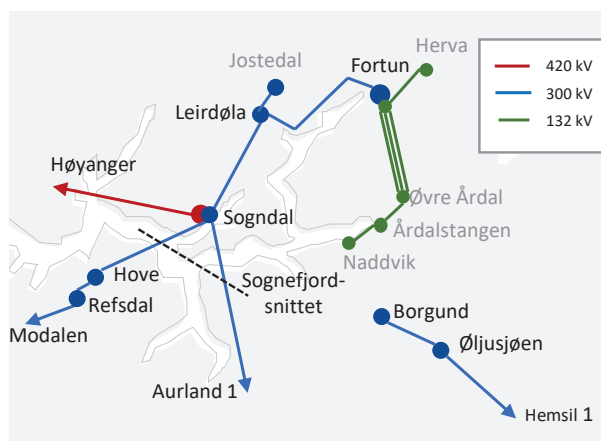 Herva
Jostedal
Fortun
420 kV
300 kV
132 kV
Leirdøla
Høyanger
Øvre Årdal
Sogndal
Årdalstangen
Naddvik
Hove
Sognefjord-
snittet
Refsdal
Borgund
Modalen
Øljusjøen
Aurland 1
Hemsil 1